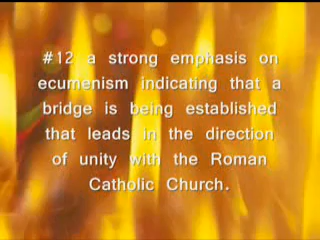 #12 a strong emphasis on
ecumenism indicating that a
bridge is being established
that leads in the direction
of unity with the Roman
Catholic Church.